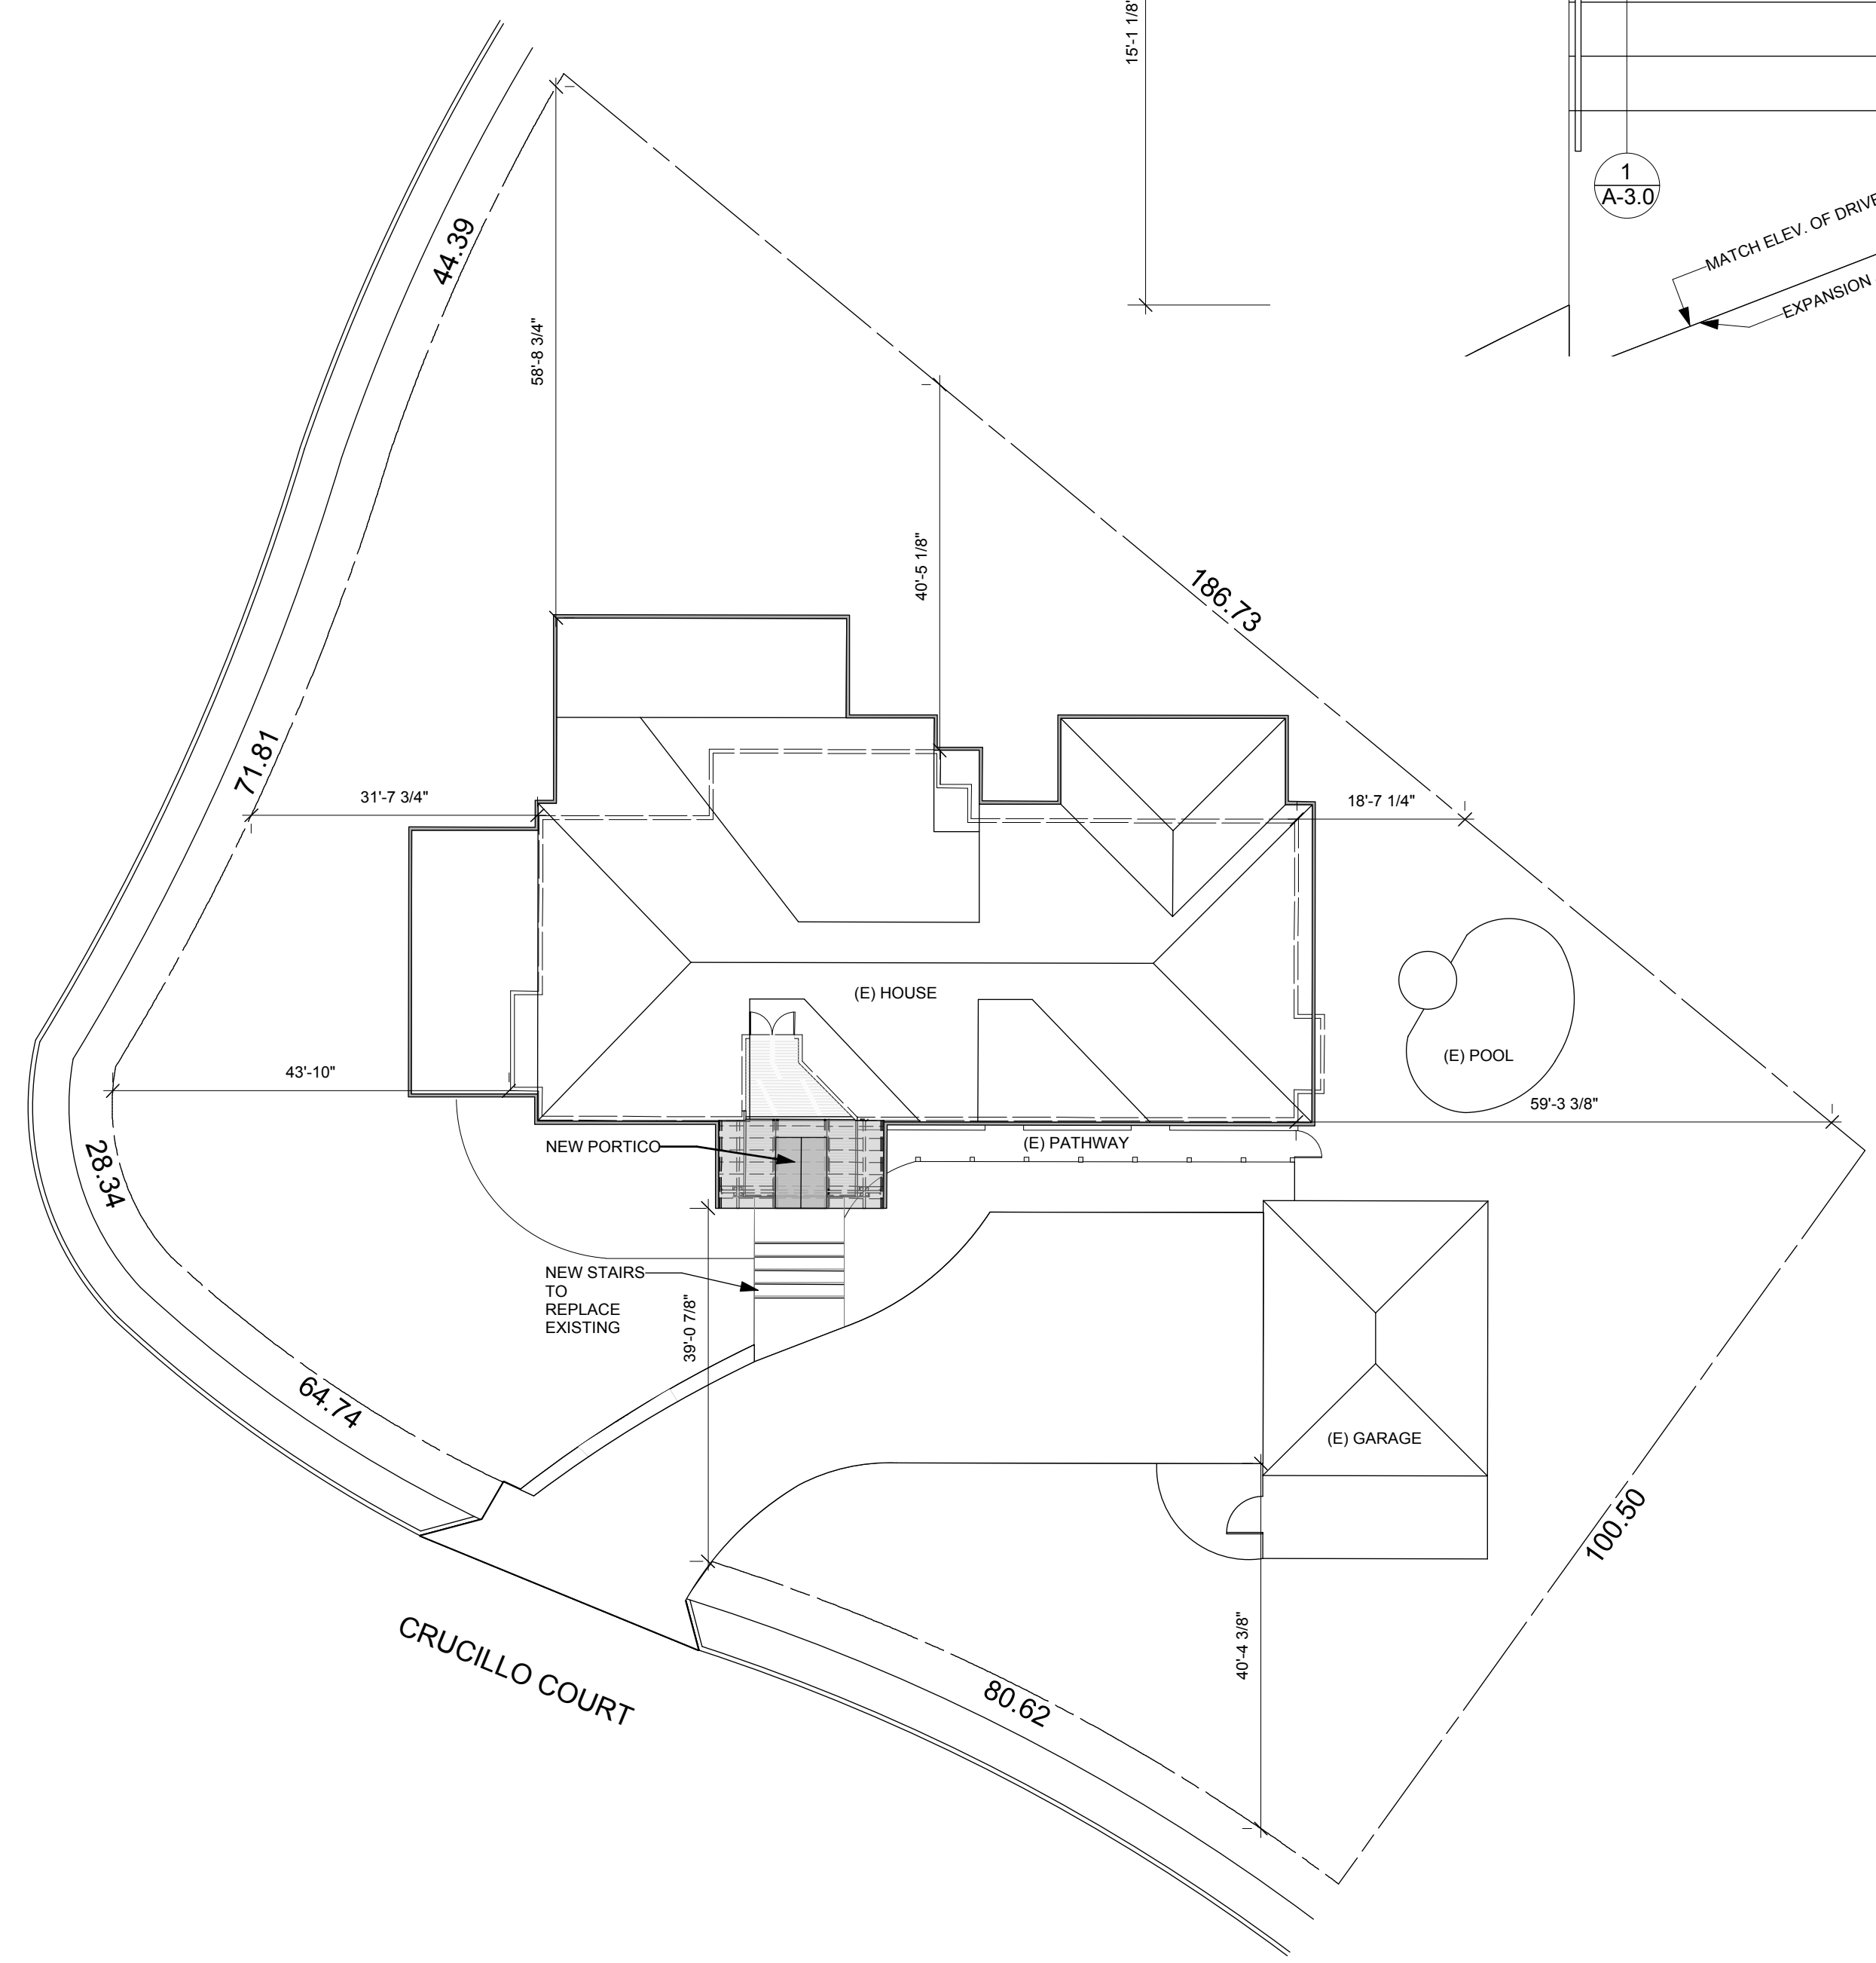 15'-1 1/8"
1
A-3.0
MATCH ELEV. OF
EXPANSION
44.39
58'-8 3/4"
40'-5 1/8"
186.73
71.81
31'-7 3/4"
18'-7 1/4"
(E) HOUSE
(E) POOL
43'-10"
59'-3 3/8"
28.34
NEW PORTICO
(E) PATHWAY
NEW STAIRS
TO
REPLACE
EXISTING
39'-0 7/8"
64.74
(E) GARAGE
100.50
CRUCILLO COURT
40'-4 3/8"
80.62